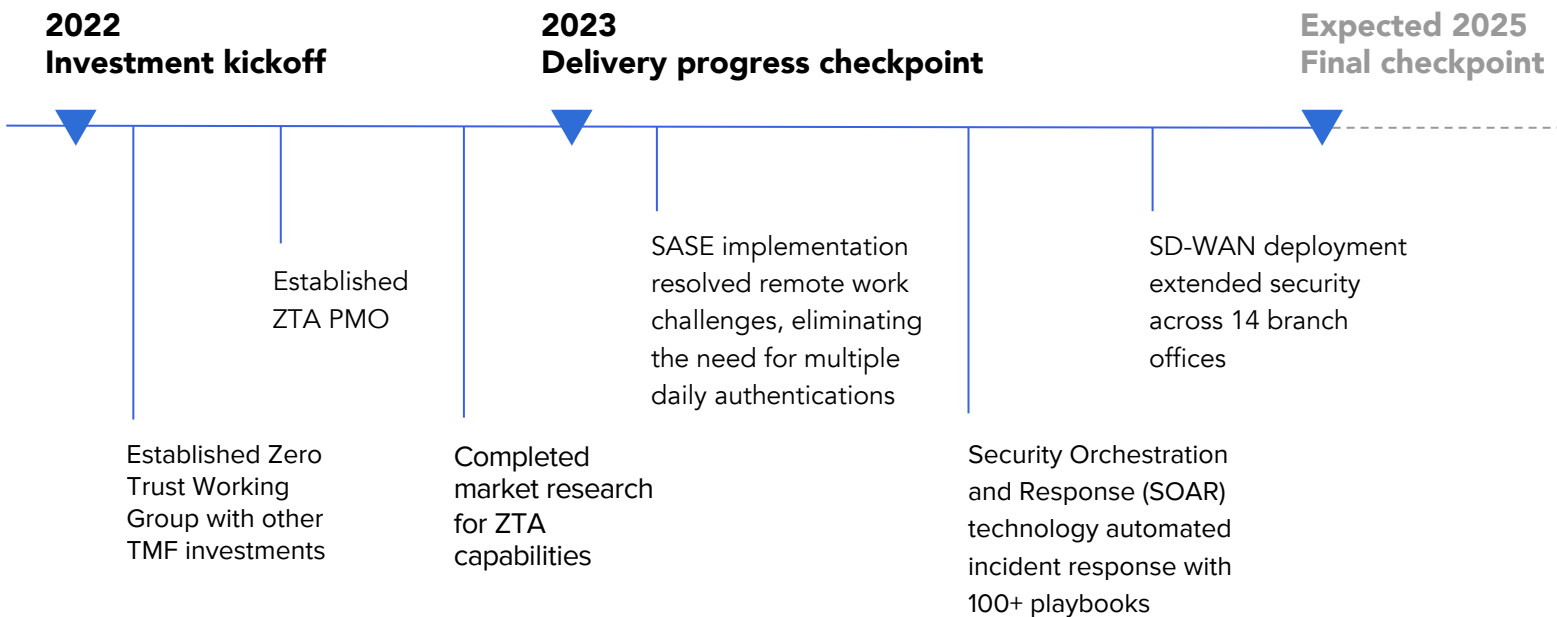 2022
Investment kickoff
2023
Delivery progress checkpoint
Expected 2025
Final checkpoint
Established Zero
Trust Working
Group with other
TMF investments
Established
ZTA PMO
Completed
market research
for ZTA
capabilities
SASE implementation
resolved remote work
challenges, eliminating
the need for multiple
daily authentications
Security Orchestration
and Response (SOAR)
technology automated
incident response with
100+ playbooks
SD-WAN deployment
extended security
across 14 branch
offices